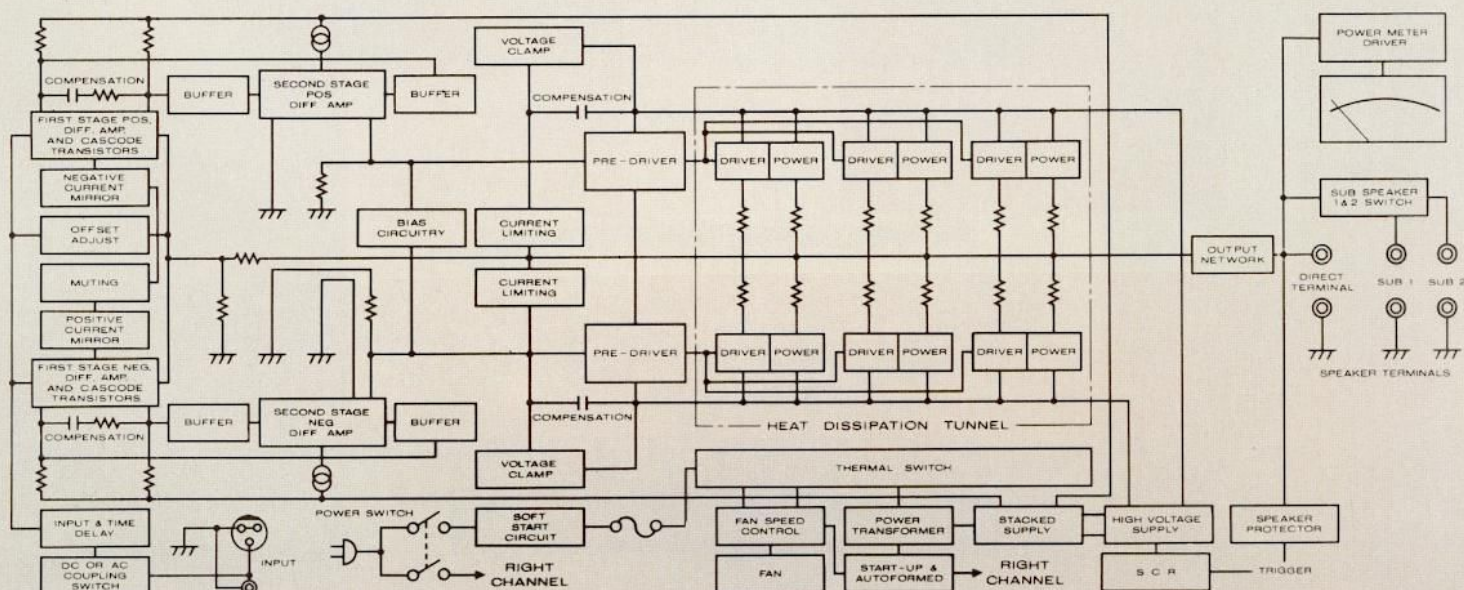 VOLTAGE
CLAMP
POWER METER
DRIVER
COMPENSATION
BUFFER
SECOND STAGE
POS
DIFF. AMP
BUFFER
COMPENSATION
FIRST STAGE POS.
DIFF. AMP.
AND CASCODE
TRANSISTORS
PRE-DRIVER
DRIVER POWER
DRIVER POWER
DRIVER POWER
NEGATIVE
CURRENT
MIRROR
SUB SPEAKER
1&2 SWITCH
OFFSET
ADJUST
BIAS
CIRCUITRY
CURRENT
LIMITING
OUTPUT
NETWORK
MUTING
CURRENT
LIMITING
DIRECT
TERMINAL
SUB 1
SUB 2
POSITIVE
CURRENT
MIRROR
PRE-DRIVER
DRIVER POWER
DRIVER POWER
DRIVER POWER
FIRST STAGE NEG.
DIFF. AMP.
AND CASCODE
TRANSISTORS
SPEAKER TERMINALS
BUFFER
SECOND STAGE
NEG
DIFF AMP
BUFFER
COMPENSATION
COMPENSATION
HEAT DISSIPATION TUNNEL
VOLTAGE
CLAMP
THERMAL SWITCH
POWER SWITCH
INPUT & TIME
DELAY
SOFT
START
CIRCUIT
FAN SPEED
CONTROL
POWER
TRANSFORMER
STACKED
SUPPLY
HIGH VOLTAGE
SUPPLY
SPEAKER
PROTECTOR
INPUT
DC OR AC
COUPLING
SWITCH
RIGHT
CHANNEL
FAN
START-UP &
AUTOFORMED
RIGHT
CHANNEL
S C R
TRIGGER